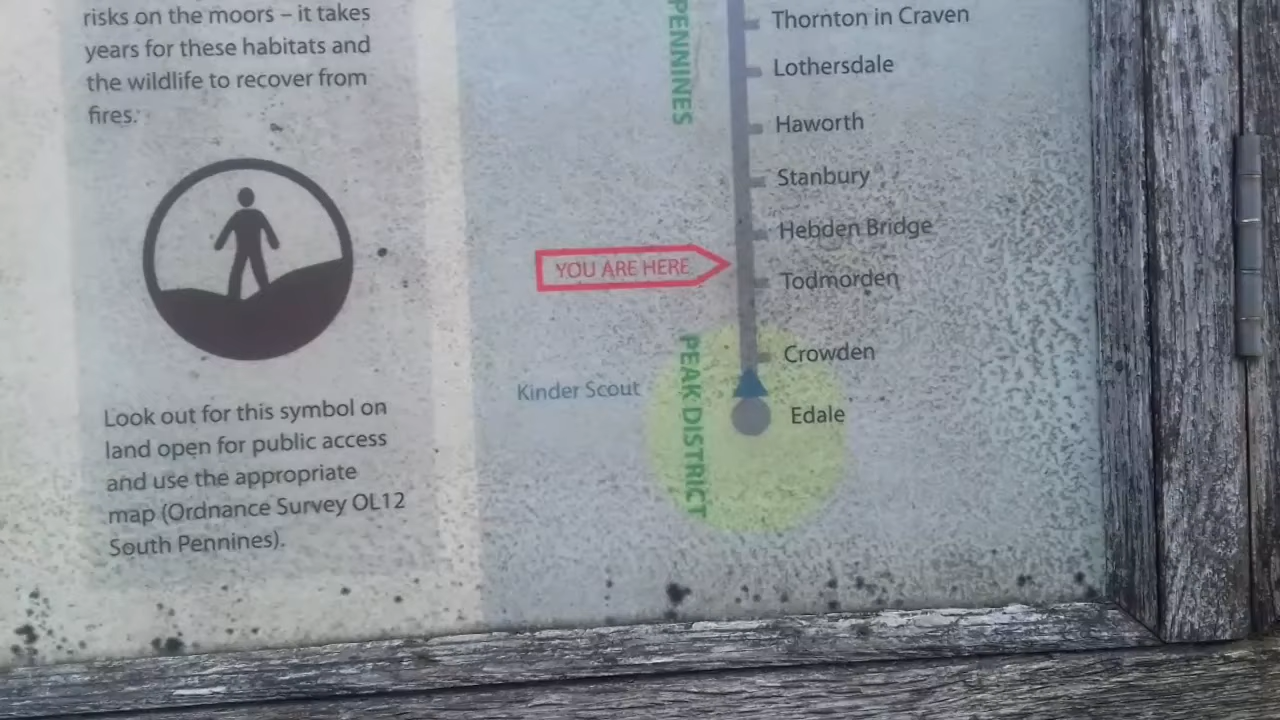 risks on the moors – it takes
years for these habitats and
the wildlife to recover from
fires.
Look out for this symbol on
land open for public access
and use the appropriate
map (Ordnance Survey OL12
South Pennines).
PENNINES
Thornton in Craven
Lothersdale
Haworth
Stanbury
Hebden Bridge
YOU ARE HERE
Todmorden
PEAK DISTRICT
Crowden
Kinder Scout
Edale